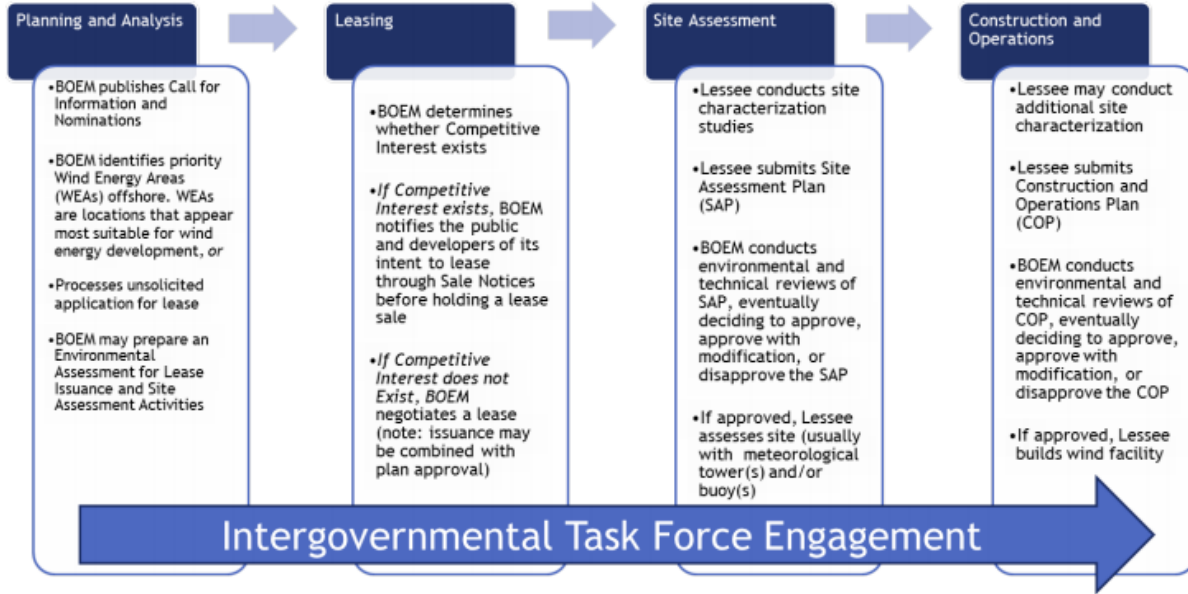 Planning and Analysis
•BOEM publishes Call for
Information and
Nominations
•BOEM identifies priority
Wind Energy Areas
(WEAs) offshore. WEAs
are locations that appear
most suitable for wind
energy development, or
•Processes unsolicited
application for lease
•BOEM may prepare an
Environmental
Assessment for Lease
Issuance and Site
Assessment Activities
Leasing
•BOEM determines
whether Competitive
Interest exists
•If Competitive
Interest exists, BOEM
notifies the public
and developers of its
intent to lease
through Sale Notices
before holding a lease
sale
•If Competitive
Interest does not
Exist, BOEM
negotiates a lease
(note: issuance may
be combined with
plan approval)
Site Assessment
•Lessee conducts site
characterization
studies
•Lessee submits Site
Assessment Plan
(SAP)
•BOEM conducts
environmental and
technical reviews of
SAP, eventually
deciding to approve,
approve with
modification, or
disapprove the SAP
•If approved, Lessee
assesses site (usually
with meteorological
tower(s) and/or
buoy(s)
Construction and
Operations
•Lessee may conduct
additional site
characterization
•Lessee submits
Construction and
Operations Plan
(COP)
•BOEM conducts
environmental and
technical reviews of
COP, eventually
deciding to approve,
approve with
modification, or
disapprove the COP
•If approved, Lessee
builds wind facility
Intergovernmental Task Force Engagement